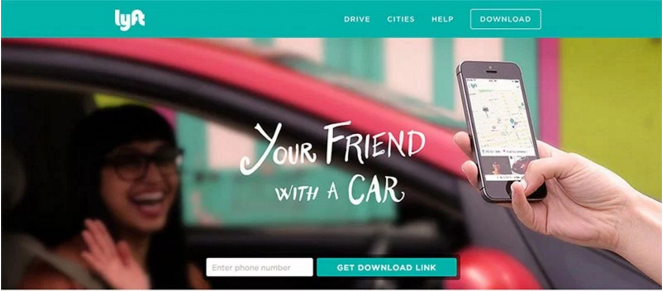 lyft
DRIVE CITIES HELP DOWNLOAD
YOUR FRIEND
WITH A CAR
Enter phone number GET DOWNLOAD LINK